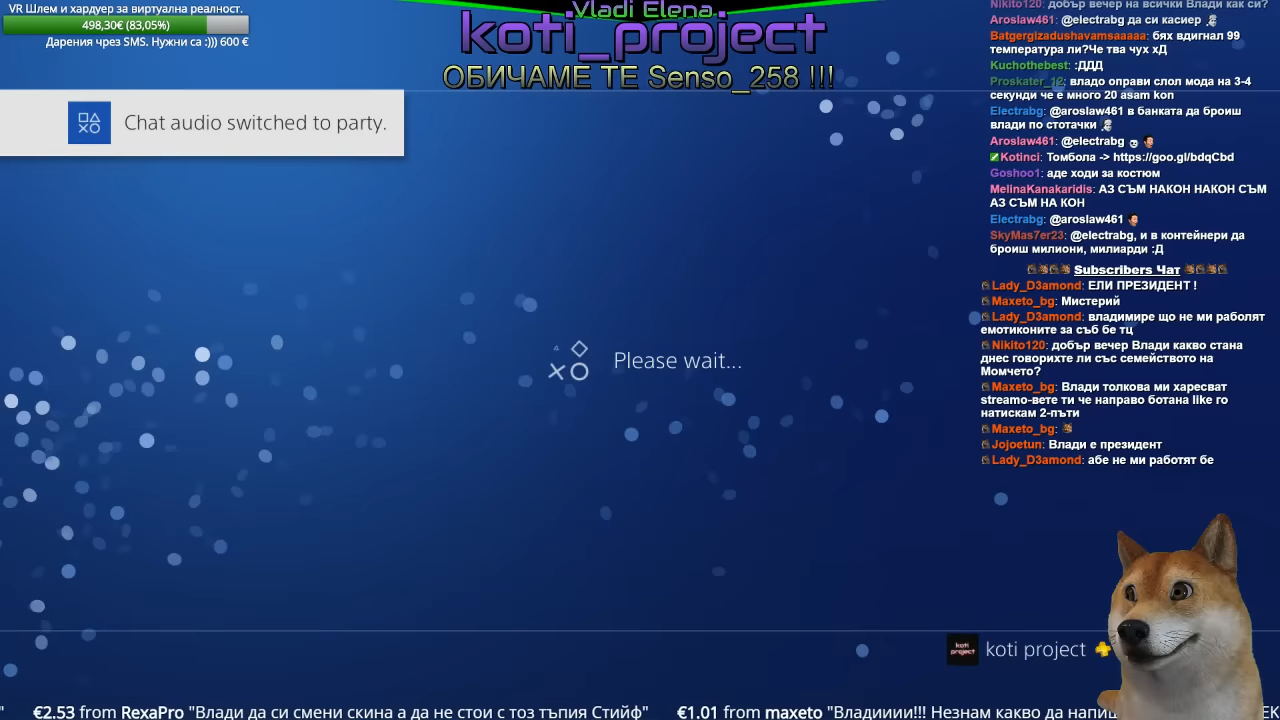 VR Шлем и хардуер за виртуална реалност.
498,30€ (83,05%)
Дарения чрез SMS. Нужни са :))) 600 €
Vladi Elena
koti_project
ОБИЧАМЕ ТЕ Senso_258 !!!
Chat audio switched to party.
Please wait...
Nikito120: добър вечер на всички Влади как си?
Aroslaw461: @electrabg да си касиер
Batgergizadushavamsaaaaa: бях вдигнал 99
температура ли?Че тва чух хД
Kuchothebest: :ДДД
Proskater_12: владо оправи слол мода на 3-4
секунди че е много 20 asam коп
Electrabg: @aroslaw461 в банката да броиш
влади по стотачки
Aroslaw461: @electrabg
Kotinci: Томбола -> https://goo.gl/bdqCbd
Goshoo1: аде ходи за костюм
MelinaKanakaridis: АЗ СЪМ НАКОН НАКОН СЪМ
АЗ СЪМ НА КОН
Electrabg: @aroslaw461
SkyMas7er23: @electrabg, и в контейнери да
броиш милиони, милиарди :Д
Subscribers Чат
Lady_D3amond: ЕЛИ ПРЕЗИДЕНТ !
Maxeto_bg: Мистерий
Lady_D3amond: владимире що не ми раболят
емотиконите за съб бе тц
Nikito120: добър вечер Влади какво стана
днес говорихте ли със семейството на
Момчето?
Maxeto_bg: Влади толкова ми харесват
streamo-вете ти че направо ботана like го
натискам 2-пъти
Maxeto_bg:
Jojoetun: Влади е президент
Lady_D3amond: абе не ми работят бе
koti project
koti project
" €2.53 from RexaPro "Влади да си смени скина а да не стои с тоз тъпия Стийф" €1.01 from maxeto "Владииии!!! Незнам какво да напиш